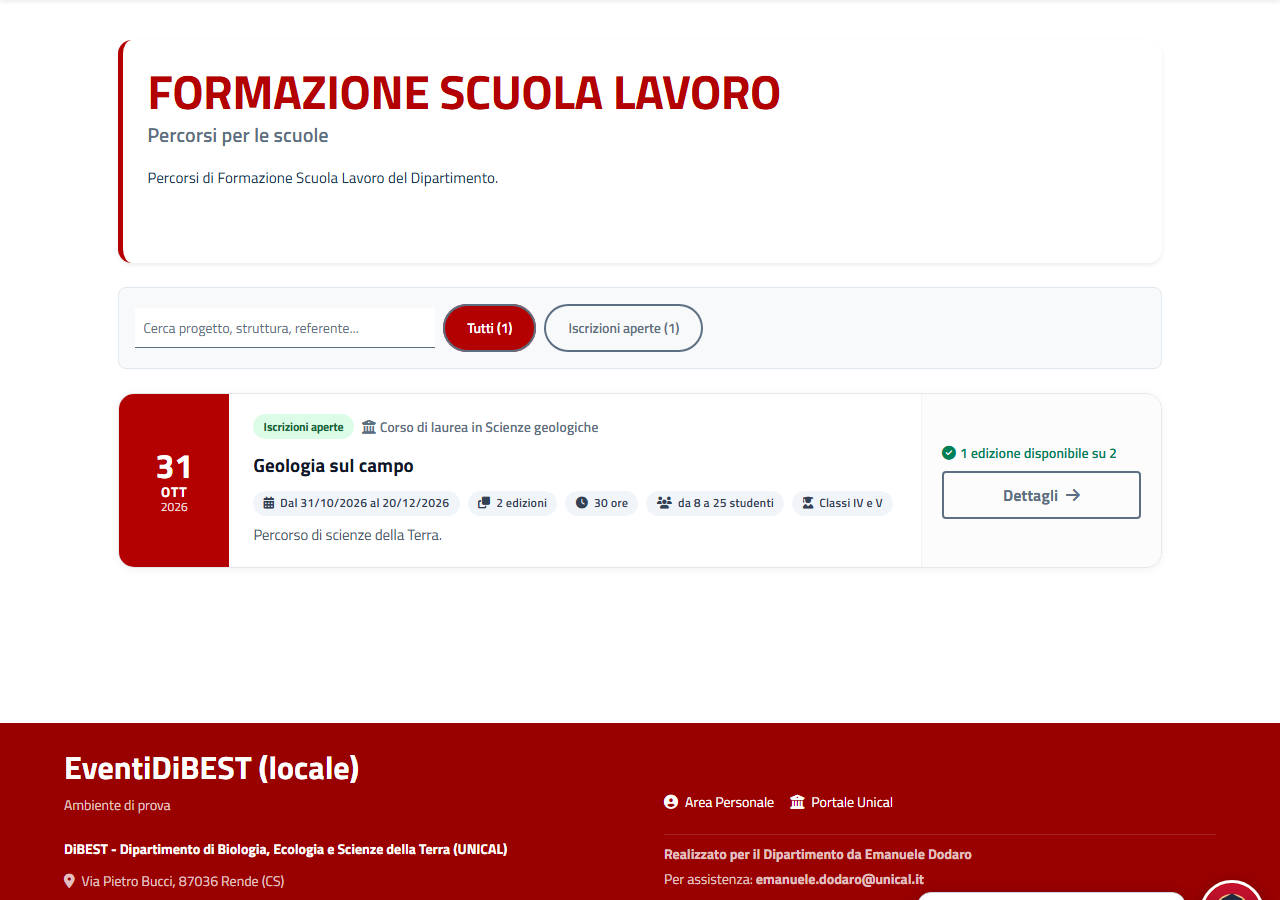 FORMAZIONE SCUOLA LAVORO
Percorsi per le scuole
Percorsi di Formazione Scuola Lavoro del Dipartimento.
Cerca progetto, struttura, referente...
Tutti (1)
Iscrizioni aperte (1)
31
OTT
2026
Iscrizioni aperte
Corso di laurea in Scienze geologiche
Geologia sul campo
Dal 31/10/2026 al 20/12/2026
2 edizioni
30 ore
da 8 a 25 studenti
Classi IV e V
Percorso di scienze della Terra.
1 edizione disponibile su 2
Dettagli
EventiDiBEST (locale)
Ambiente di prova
DiBEST - Dipartimento di Biologia, Ecologia e Scienze della Terra (UNICAL)
Via Pietro Bucci, 87036 Rende (CS)
Area Personale
Portale Unical
Realizzato per il Dipartimento da Emanuele Dodaro
Per assistenza: emanuele.dodaro@unical.it